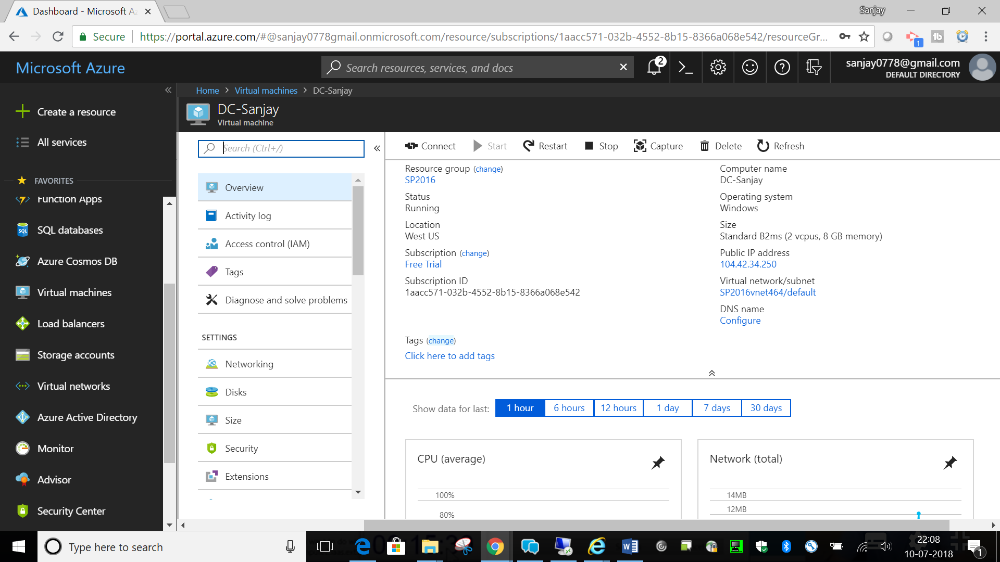 Dashboard - Microsoft Az
Sanjay
Secure
https://portal.azure.com/#@sanjay0778gmail.onmicrosoft.com/resource/subscriptions/1aacc571-032b-4552-8b15-8366a068e542/resourceGr...
1
Microsoft Azure
Search resources, services, and docs
2
sanjay0778@gmail.com
DEFAULT DIRECTORY
Home > Virtual machines > DC-Sanjay
DC-Sanjay
Virtual machine
Create a resource
All services
FAVORITES
Function Apps
SQL databases
Azure Cosmos DB
Virtual machines
Load balancers
Storage accounts
Virtual networks
Azure Active Directory
Monitor
Advisor
Security Center
Search (Ctrl+/)
Overview
Activity log
Access control (IAM)
Tags
Diagnose and solve problems
SETTINGS
Networking
Disks
Size
Security
Extensions
Connect Start Restart Stop Capture Delete Refresh
Resource group (change)
SP2016
Status
Running
Location
West US
Subscription (change)
Free Trial
Subscription ID
1aacc571-032b-4552-8b15-8366a068e542
Computer name
DC-Sanjay
Operating system
Windows
Size
Standard B2ms (2 vcpus, 8 GB memory)
Public IP address
104.42.34.250
Virtual network/subnet
SP2016vnet464/default
DNS name
Configure
Tags (change)
Click here to add tags
Show data for last: 1 hour 6 hours 12 hours 1 day 7 days 30 days
CPU (average)
100%
80%
Network (total)
14MB
12MB
Type here to search
22:08
10-07-2018
1